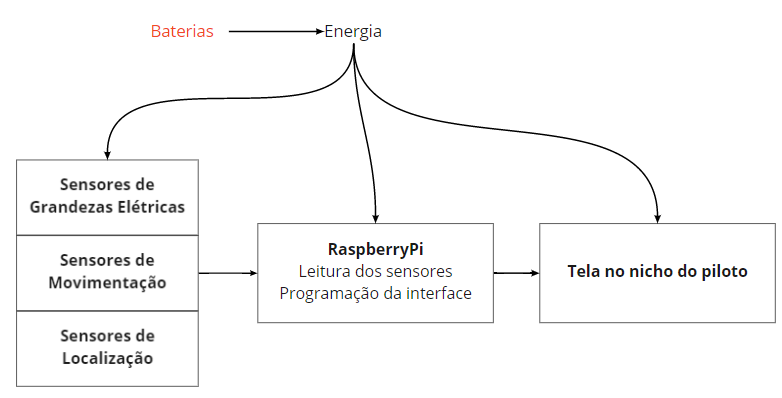 Baterias
Energia
Sensores de
Grandezas Elétricas
Sensores de
Movimentação
Sensores de
Localização
RaspberryPi
Leitura dos sensores
Programação da interface
Tela no nicho do piloto